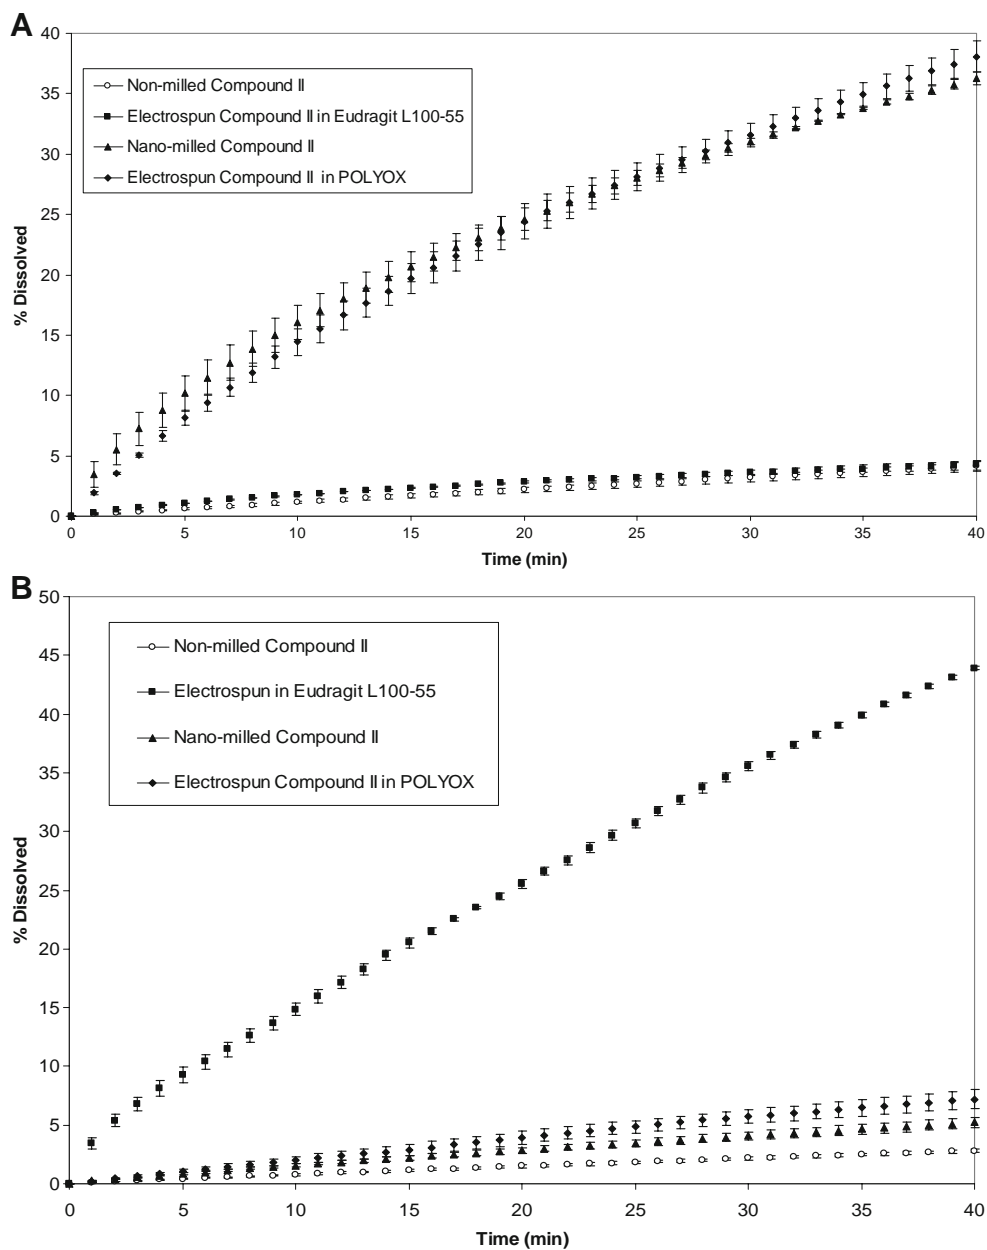 A
40
35
30
25
20
15
10
5
0
% Dissolved
Non-milled Compound II
Electrospun Compound II in Eudragit L100-55
Nano-milled Compound II
Electrospun Compound II in POLYOX
0 5 10 15 20 25 30 35 40
Time (min)
B
50
45
40
35
30
25
20
15
10
5
0
% Dissolved
Non-milled Compound II
Electrospun in Eudragit L100-55
Nano-milled Compound II
Electrospun Compound II in POLYOX
0 5 10 15 20 25 30 35 40
Time (min)